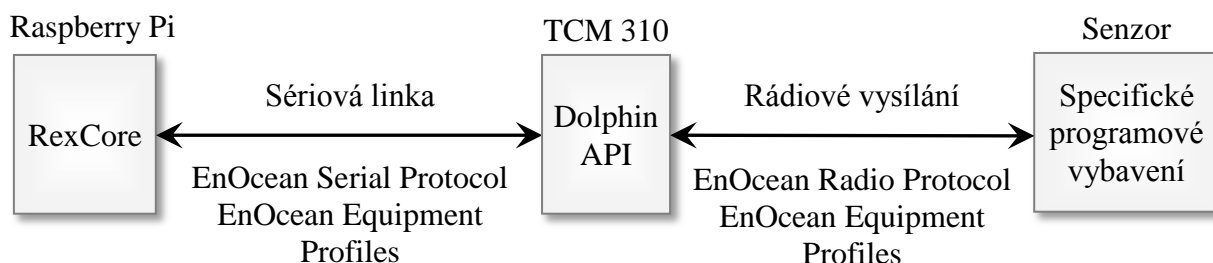 Raspberry Pi
RexCore
Sériová linka
EnOcean Serial Protocol
EnOcean Equipment
Profiles
TCM 310
Dolphin
API
Rádiové vysílání
EnOcean Radio Protocol
EnOcean Equipment
Profiles
Senzor
Specifické
programové
vybavení